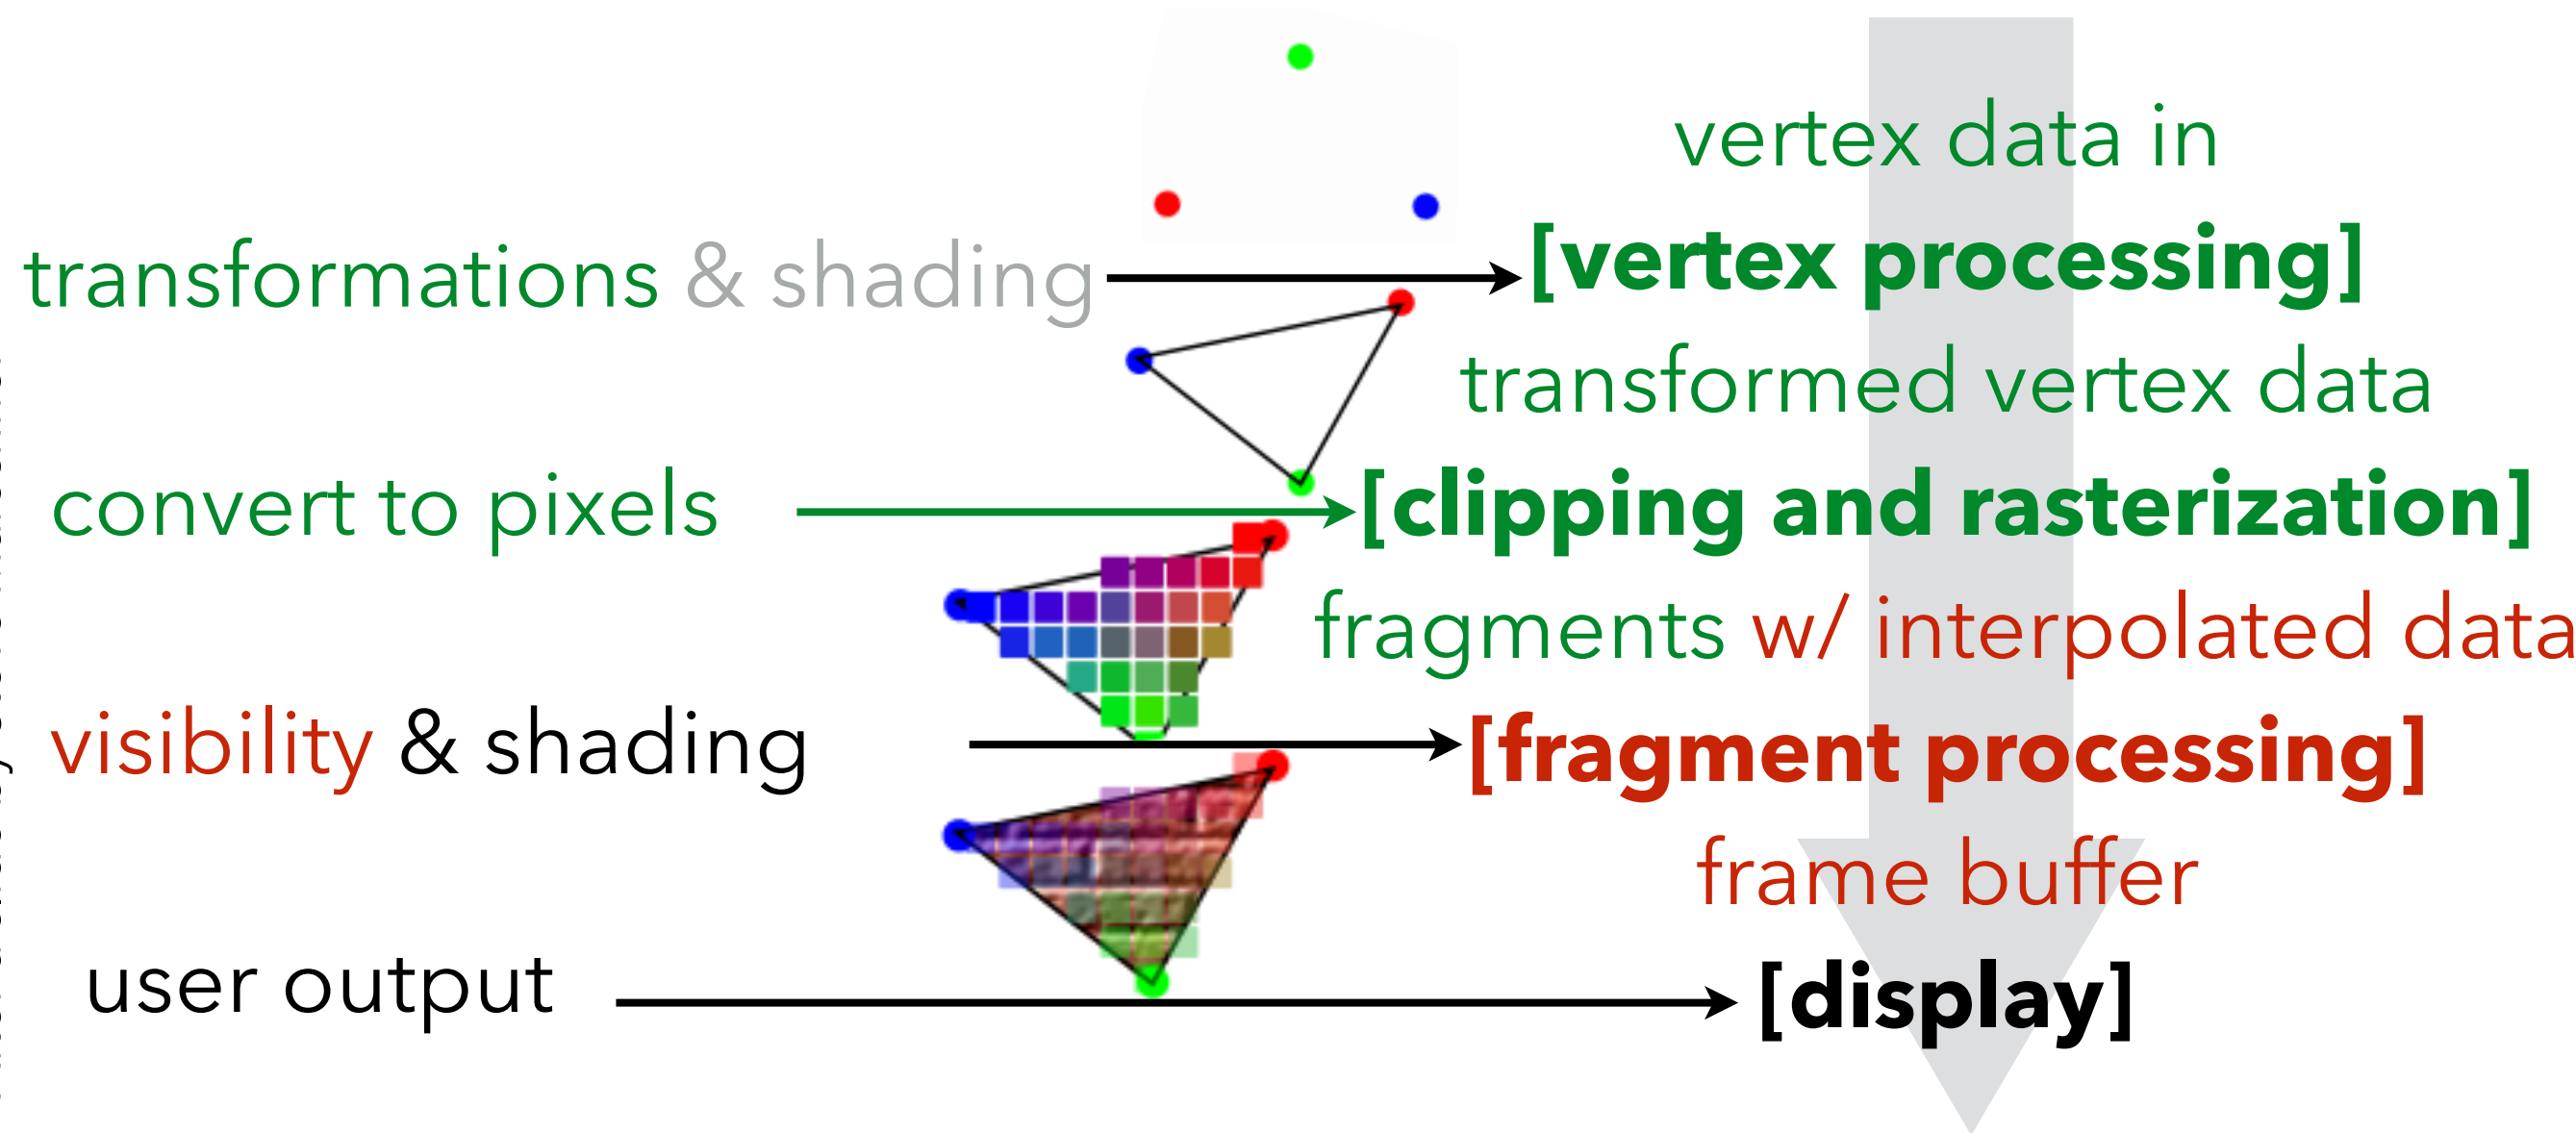 vertex data in
transformations & shading
[vertex processing]
transformed vertex data
convert to pixels
[clipping and rasterization]
fragments w/ interpolated data
visibility & shading
[fragment processing]
frame buffer
user output
[display]